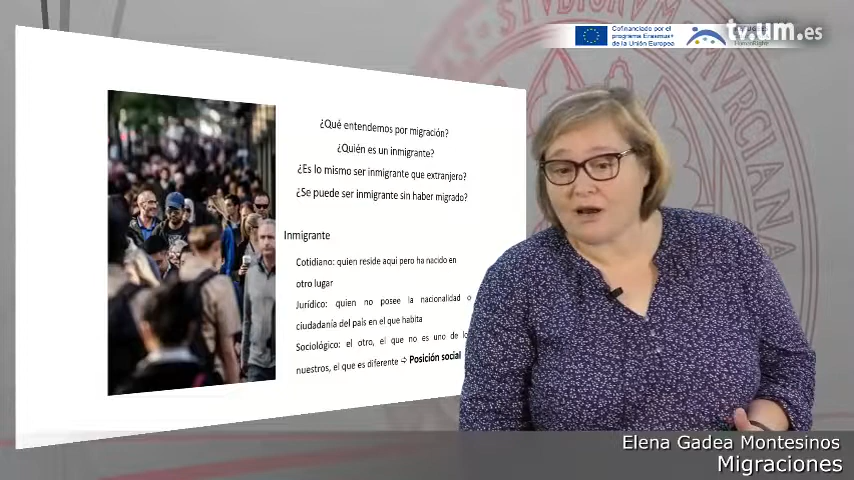 Cofinanciado por el
programa Erasmus+
de la Unión Europea
tv.um.es
¿Qué entendemos por migración?
¿Quién es un inmigrante?
¿Es lo mismo ser inmigrante que extranjero?
¿Se puede ser inmigrante sin haber migrado?
Inmigrante
Cotidiano: quien reside aquí pero ha nacido en
otro lugar
Jurídico: quien no posee la nacionalidad o
ciudadanía del país en el que habita
Sociológico: el otro, el que no es uno de lo
nuestros, el que es diferente ⇨ Posición social
Elena Gadea Montesinos
Migraciones